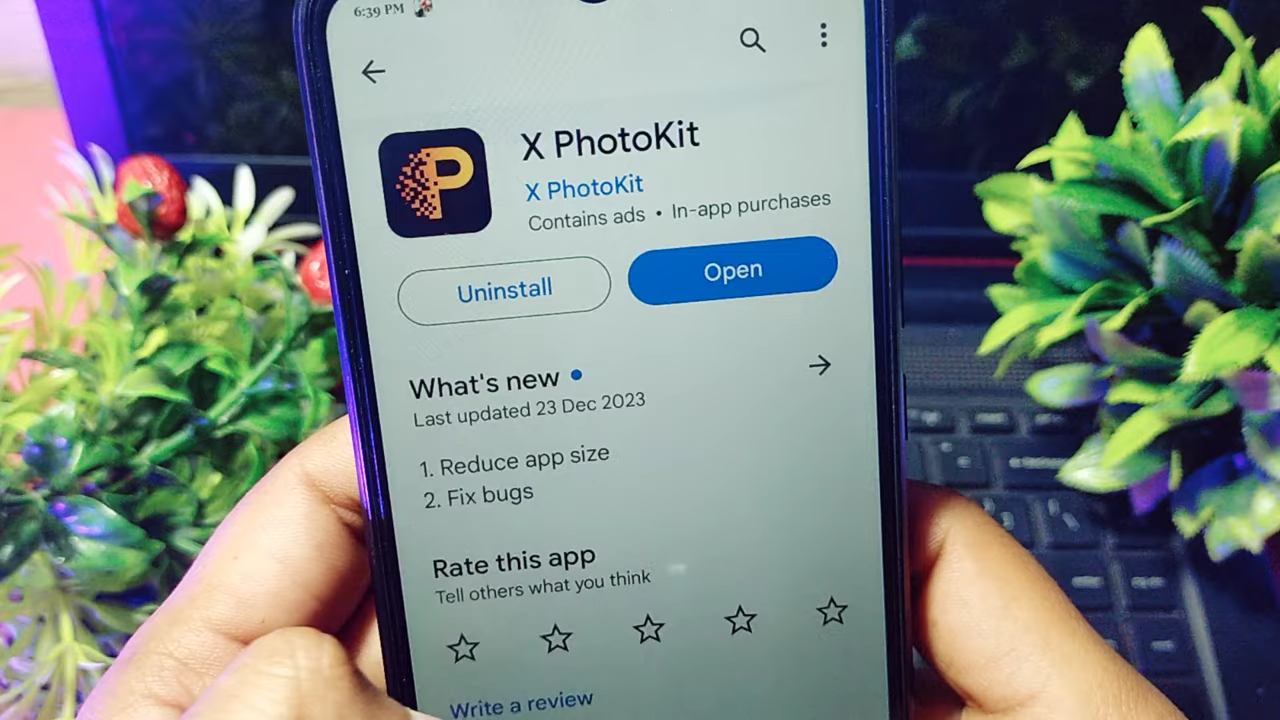 6:39 PM
X PhotoKit
X PhotoKit
Contains ads • In-app purchases
Uninstall
Open
What's new
Last updated 23 Dec 2023
1. Reduce app size
2. Fix bugs
Rate this app
Tell others what you think
Write a review